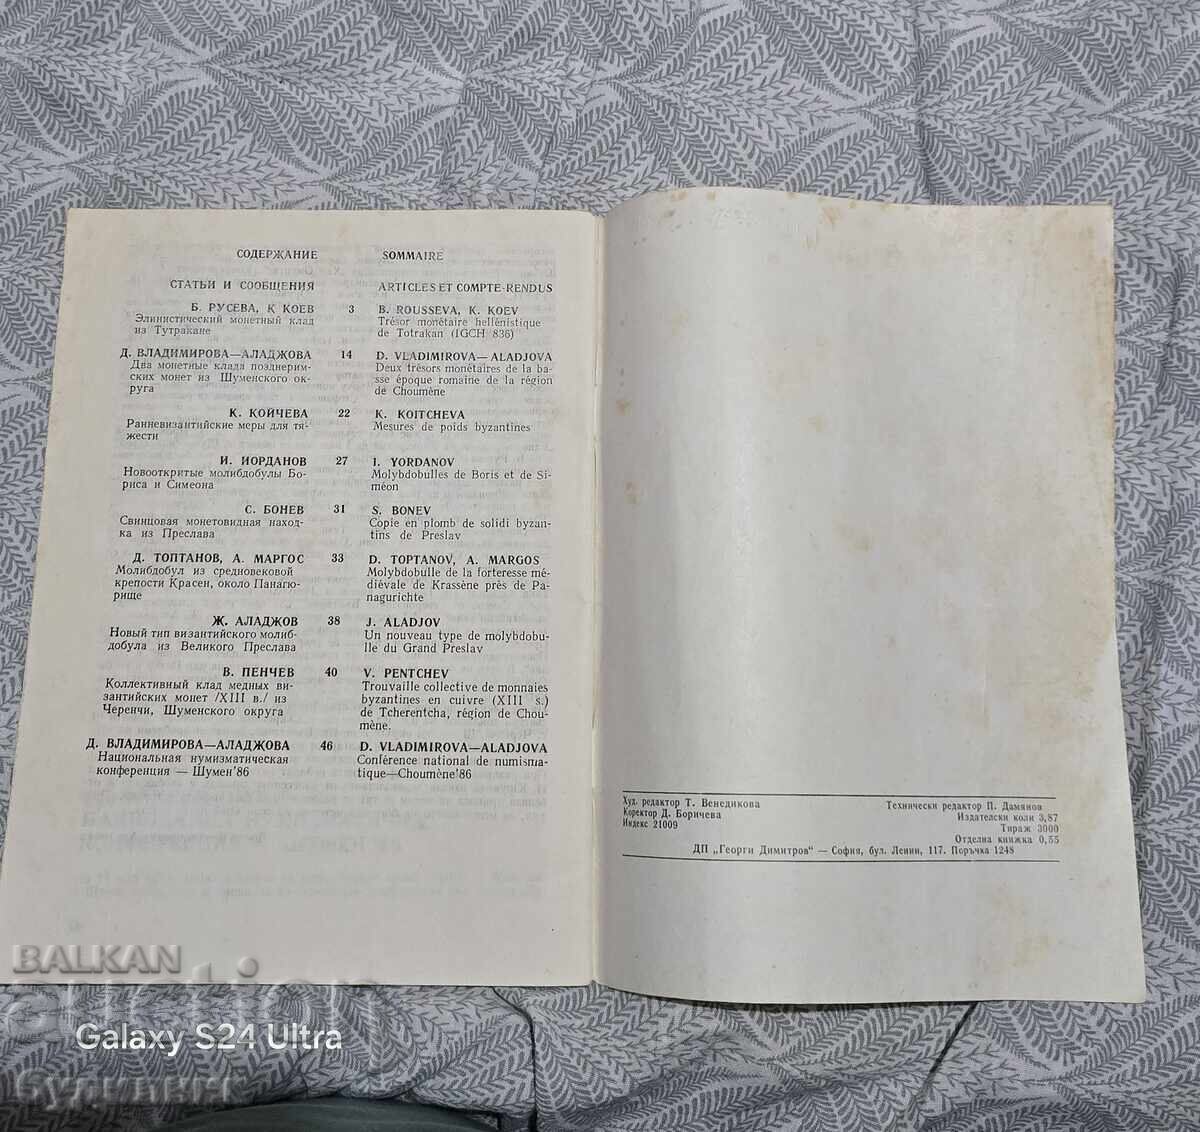 СОДЕРЖАНИЕ
СТАТЬИ И СООБЩЕНИЯ
Б. РУСЕВА, К КОЕВ 3
Элинистический монетный клад
из Тутракане
Д. ВЛАДИМИРОВА—АЛАДЖОВА 14
Два монетные клада позднерим-
ских монет из Шуменского ок-
руга
К. КОЙЧЕВА 22
Ранневизантийские меры для тя-
жести
И. ИОРДАНОВ 27
Новооткритые молибдобулы Бо-
риса и Симеона
С. БОНЕВ 31
Свинцовая монетовидная наход-
ка из Преслава
Д. ТОПТАНОВ, А. МАРГОС 33
Молибдобул из средновековой
крепости Красен, около Панагю-
рище
Ж. АЛАДЖОВ 38
Новый тип византийского молиб-
добула из Великого Преслава
В. ПЕНЧЕВ 40
Коллективный клад медных ви-
зантийских монет /XIII в./ из
Черенчи, Шуменского округа
Д. ВЛАДИМИРОВА—АЛАДЖОВА 46
Национальная нумизматическая
конференция — Шумен'86
SOMMAIRE
ARTICLES ET COMPTE-RENDUS
B. ROUSSEVA, K. KOEV
Trésor monétaire hellénistique
de Totrakan (IGCH 836)
D. VLADIMIROVA—ALADJOVA
Deux trésors monétaires de la ba-
sse époque romaine de la région
de Choumène
K. KOITCHEVA
Mesures de poids byzantines
I. YORDANOV
Molybdobulles de Boris et de Si-
méon
S. BONEV
Copie en plomb de solidi byzan-
tins de Preslav
D. TOPTANOV, A. MARGOS
Molybdobulle de la forteresse mé-
diévale de Krassène près de Pa-
nagurichte
J. ALADJOV
Un nouveau type de molybdobu-
lle du Grand Preslav
V. PENTCHEV
Trouvaille collective de monnaies
byzantines en cuivre (XIII s.)
de Tcherentcha, région de Chou-
mène.
D. VLADIMIROVA—ALADJOVA
Conférence national de numisma-
tique—Choumène'86
Худ. редактор Т. Венедикова
Коректор Д. Боричева
Индекс 21009
Технически редактор П. Дамянов
Издателски коли 3,87
Тираж 3000
Отделна книжка 0,55
ДП „Георги Димитров“ — София, бул. Ленин, 117. Поръчка 1248
BALKAN
auction
Galaxy S24 Ultra